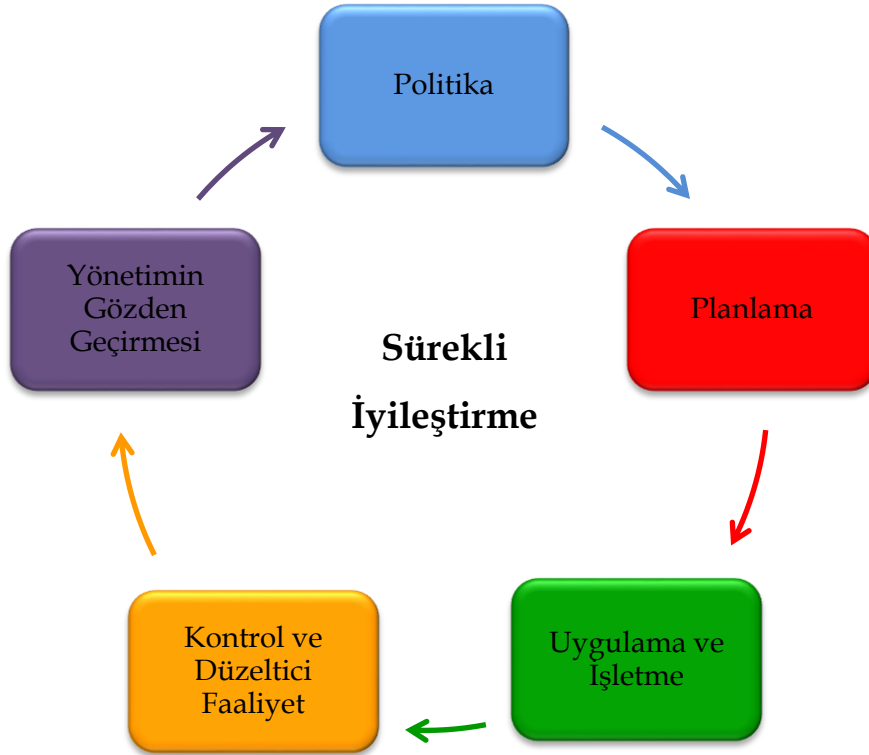 Politika
Planlama
Uygulama ve
İşletme
Kontrol ve
Düzeltici
Faaliyet
Yönetimin
Gözden
Geçirmesi
Sürekli
İyileştirme